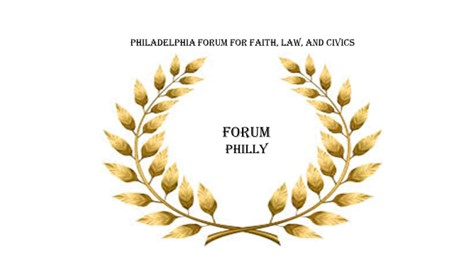 PHILADELPHIA FORUM FOR FAITH, LAW, AND CIVICS
FORUM
PHILLY